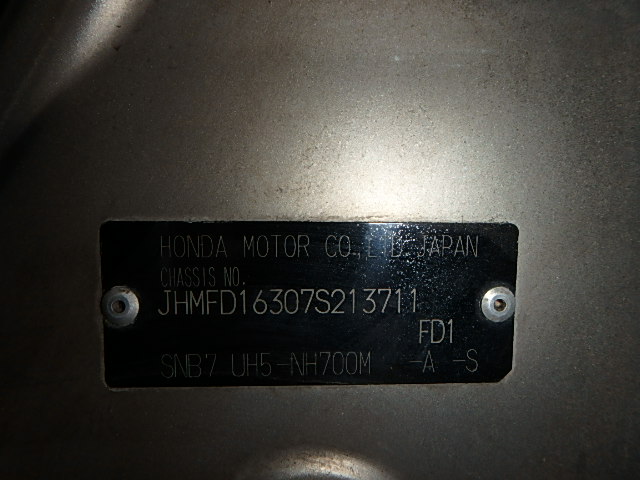 HONDA MOTOR CO.,LTD. JAPAN
CHASSIS NO.
JHMFD16307S213711
FD1
SNB7 UH5-NH700M -A -S